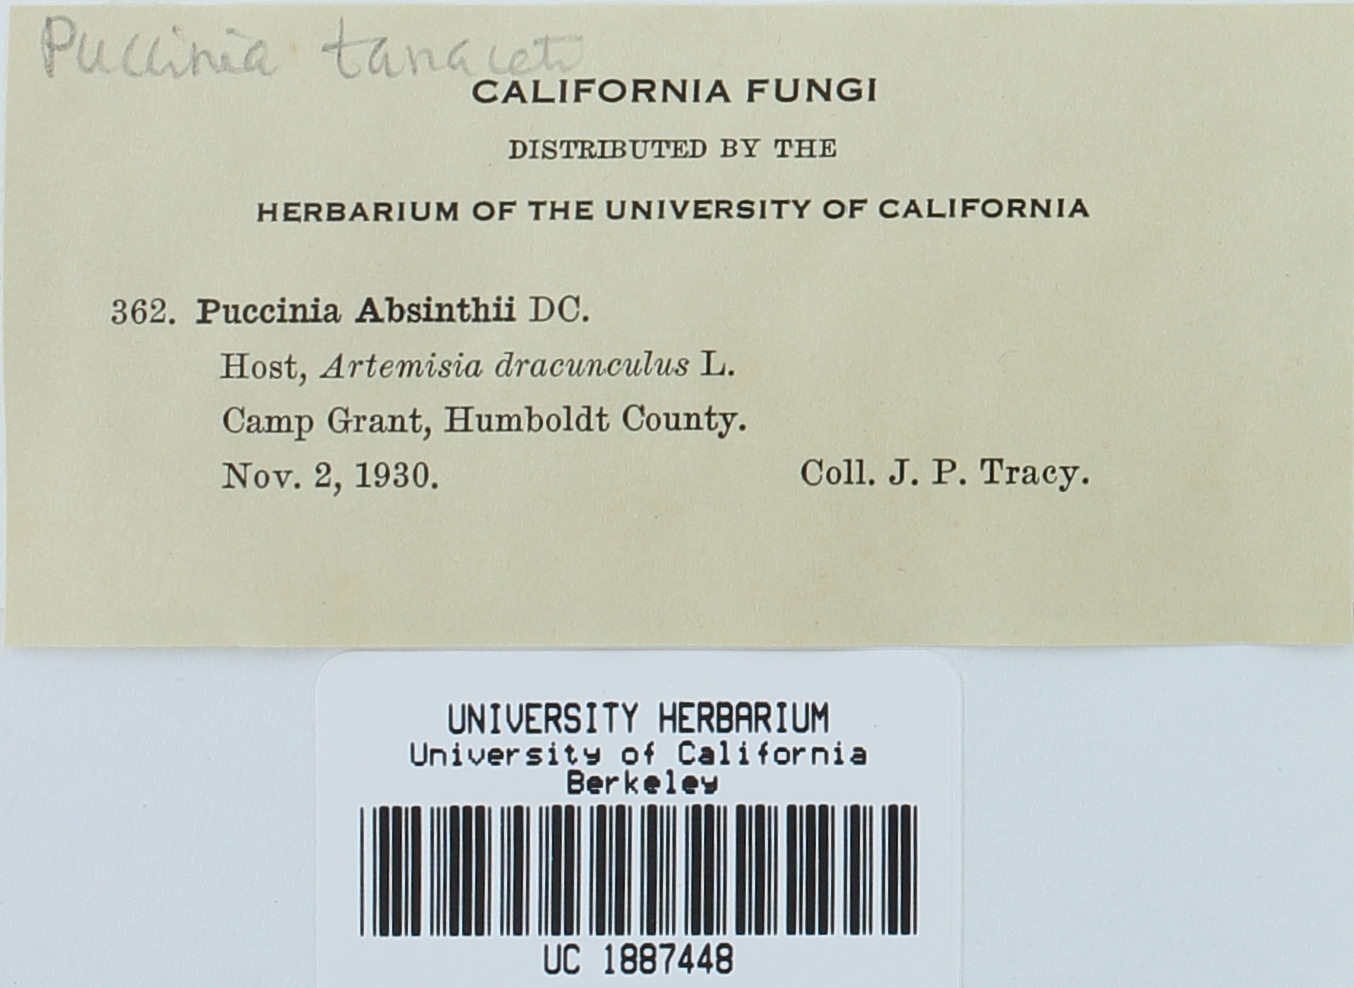 Puccinia tanaceti
CALIFORNIA FUNGI
DISTRIBUTED BY THE
HERBARIUM OF THE UNIVERSITY OF CALIFORNIA
362. Puccinia Absinthii DC.
Host, Artemisia dracunculus L.
Camp Grant, Humboldt County.
Nov. 2, 1930. Coll. J. P. Tracy.
UNIVERSITY HERBARIUM
University of California
Berkeley
UC 1887448